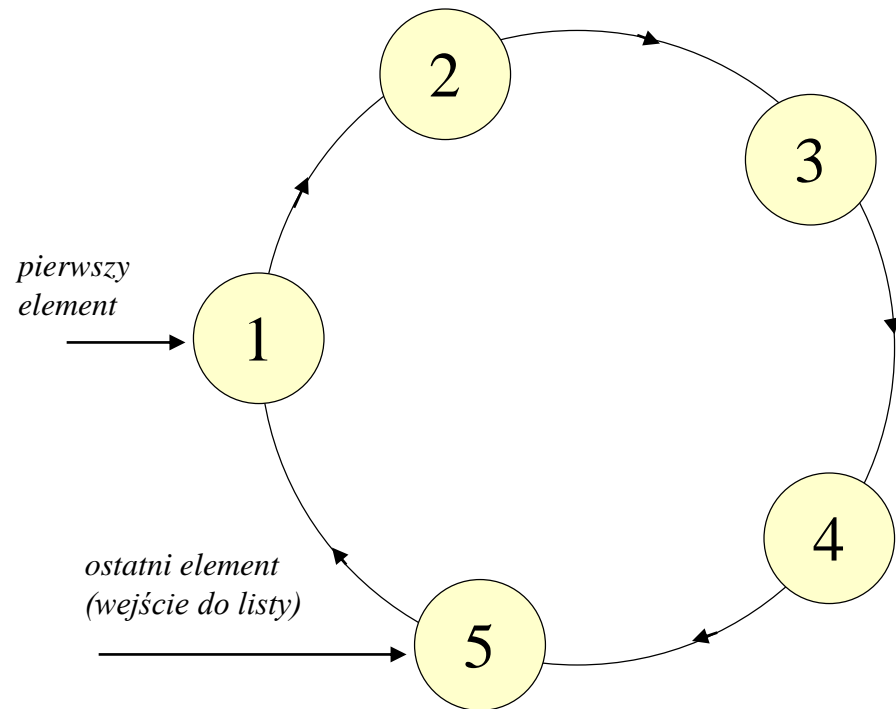 2
3
pierwszy
element
1
4
ostatni element
(wejście do listy)
5